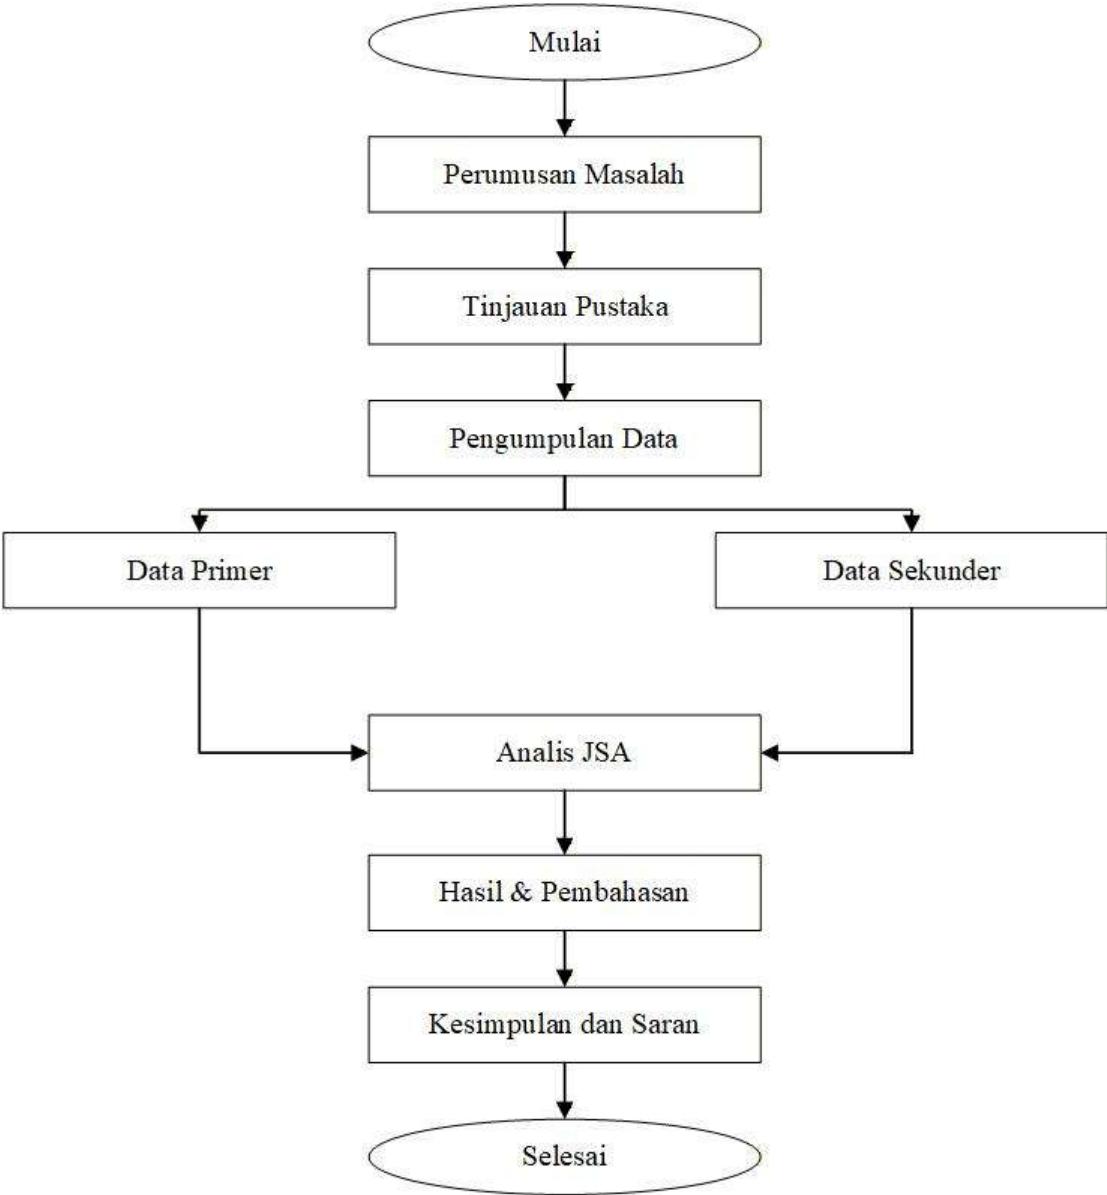 Mulai
Perumusan Masalah
Tinjauan Pustaka
Pengumpulan Data
Data Primer
Data Sekunder
Analis JSA
Hasil & Pembahasan
Kesimpulan dan Saran
Selesai